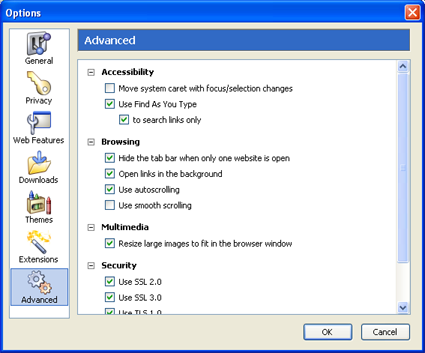 Options
General
Privacy
Web Features
Downloads
Themes
Extensions
Advanced
Advanced
Accessibility
Move system caret with focus/selection changes
Use Find As You Type
to search links only
Browsing
Hide the tab bar when only one website is open
Open links in the background
Use autoscrolling
Use smooth scrolling
Multimedia
Resize large images to fit in the browser window
Security
Use SSL 2.0
Use SSL 3.0
Use TLS 1.0
OK
Cancel